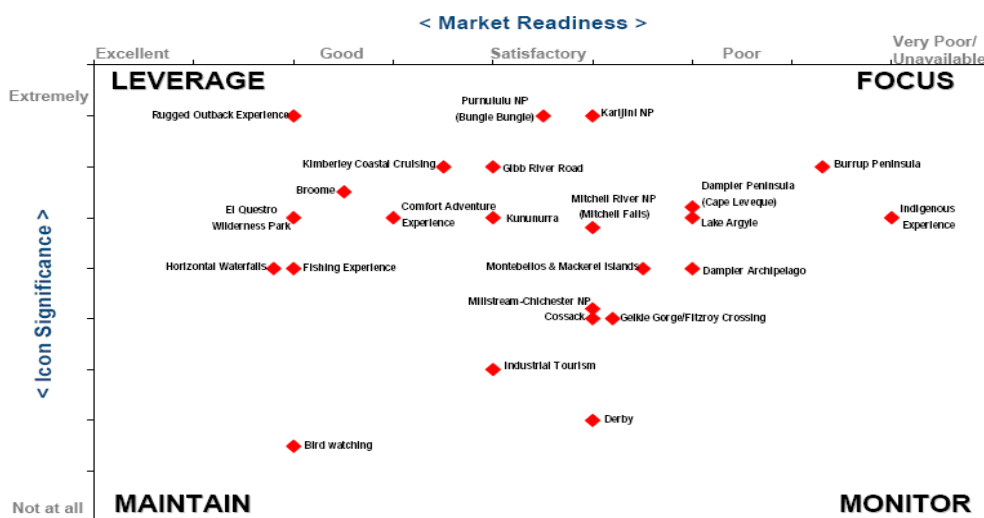 < Market Readiness >
Excellent
Good
Satisfactory
Poor
Very Poor/
Unavailable
Extremely
LEVERAGE
FOCUS
Rugged Outback Experience
Purnululu NP
(Bungle Bungle)
Karijini NP
Kimberley Coastal Cruising
Gibb River Road
Burrup Peninsula
Broome
Mitchell River NP
(Mitchell Falls)
Dampier Peninsula
(Cape Leveque)
El Questro
Wilderness Park
Comfort Adventure
Experience
Kununurra
Lake Argyle
Indigenous
Experience
Horizontal Waterfalls
Fishing Experience
Montebellos & Mackerel Islands
Dampier Archipelago
Millstream-Chichester NP
Cossack
Geikie Gorge/Fitzroy Crossing
Industrial Tourism
Derby
Bird watching
< Icon Significance >
Not at all
MAINTAIN
MONITOR